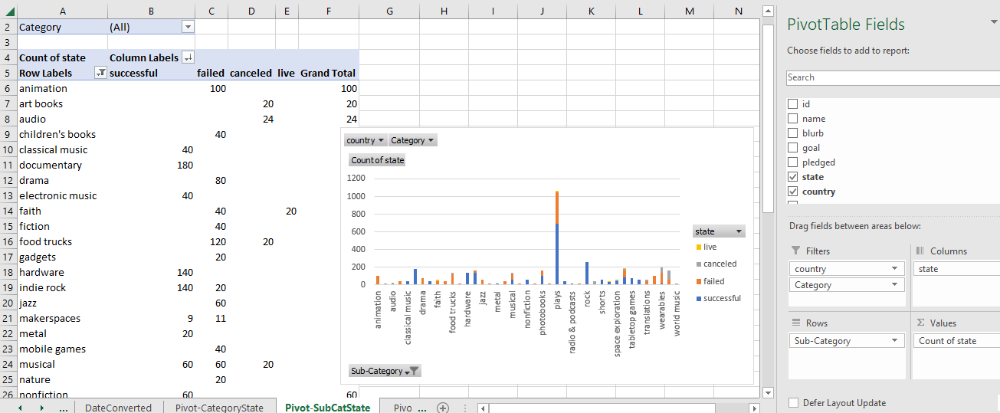 A B C D E F G H I J K L M N
2 Category (All)
3
4 Count of state Column Labels
5 Row Labels successful failed canceled live Grand Total
6 animation 100 100
7 art books 20 20
8 audio 24 24
9 children's books 40
10 classical music 40
11 documentary 180
12 drama 80
13 electronic music 40
14 faith 40 20
15 fiction 40
16 food trucks 120 20
17 gadgets 20
18 hardware 140
19 indie rock 140 20
20 jazz 60
21 makerspaces 9 11
22 metal 20
23 mobile games 40
24 musical 60 60 20
25 nature 20
26 nonfiction 60 60
country Category
Count of state
1200
1000
800
600
400
200
0
animation
audio
classical music
drama
faith
food trucks
hardware
jazz
metal
musical
nonfiction
photobooks
plays
radio & podcasts
rock
shorts
space exploration
tabletop games
translations
wearables
world music
state
live
canceled
failed
successful
Sub-Category
... DateConverted Pivot-CategoryState Pivot-SubCatState Pivo ...
PivotTable Fields
Choose fields to add to report:
Search
id
name
blurb
goal
pledged
state
country
Drag fields between areas below:
Filters
country
Category
Columns
state
Rows
Sub-Category
Σ Values
Count of state
Defer Layout Update